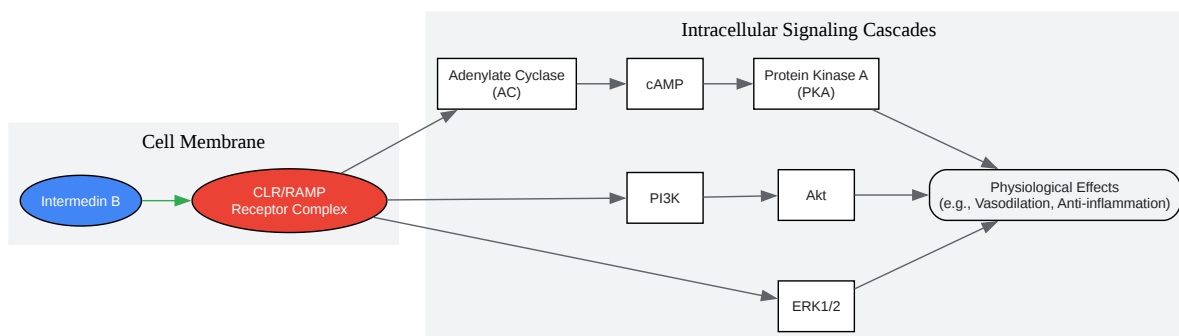 Intracellular Signaling Cascades
Adenylate Cyclase
(AC)
cAMP
Protein Kinase A
(PKA)
Cell Membrane
Intermedin B
CLR/RAMP
Receptor Complex
PI3K
Akt
Physiological Effects
(e.g., Vasodilation, Anti-inflammation)
ERK1/2